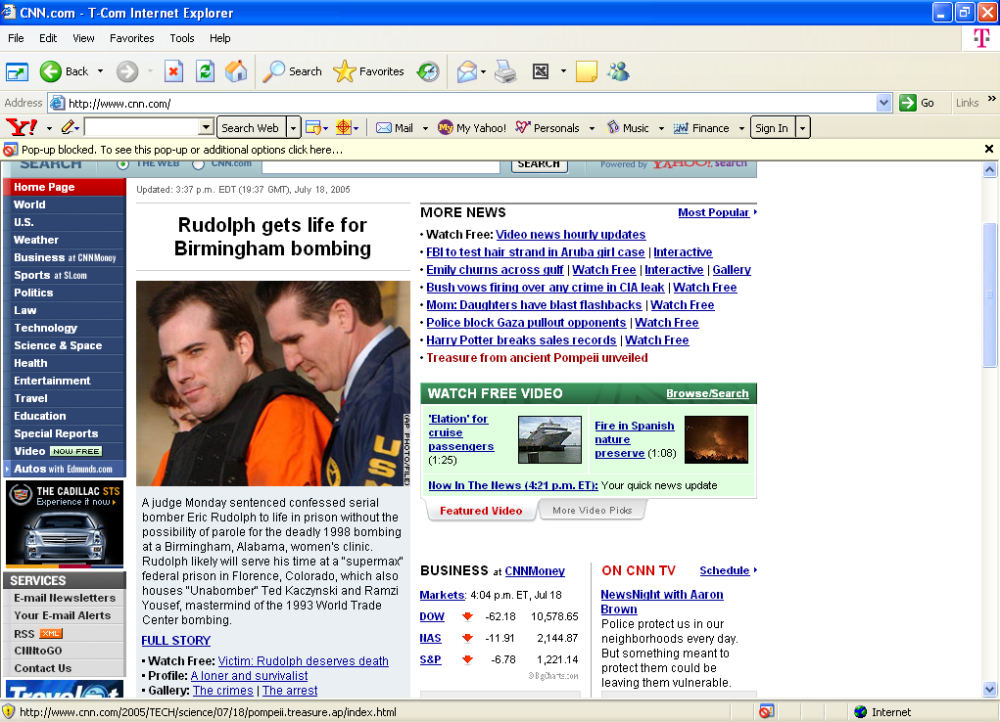 CNN.com - T-Com Internet Explorer
File Edit View Favorites Tools Help
T
Back Search Favorites
Address http://www.cnn.com/ Go Links »
Y! Search Web Mail My Yahoo! Personals Music Finance Sign In
Pop-up blocked. To see this pop-up or additional options click here...
SEARCH THE WEB CNN.com SEARCH Powered by YAHOO! search
Home Page
World
U.S.
Weather
Business at CNNMoney
Sports at SI.com
Politics
Law
Technology
Science & Space
Health
Entertainment
Travel
Education
Special Reports
Video NOW FREE
Autos with Edmunds.com
THE CADILLAC STS
Experience it now
SERVICES
E-mail Newsletters
Your E-mail Alerts
RSS XML
CNNtoGO
Contact Us
Updated: 3:37 p.m. EDT (19:37 GMT), July 18, 2005
Rudolph gets life for
Birmingham bombing
US
(AP PHOTO/FILE)
A judge Monday sentenced confessed serial
bomber Eric Rudolph to life in prison without the
possibility of parole for the deadly 1998 bombing
at a Birmingham, Alabama, women's clinic.
Rudolph likely will serve his time at a "supermax"
federal prison in Florence, Colorado, which also
houses "Unabomber" Ted Kaczynski and Ramzi
Yousef, mastermind of the 1993 World Trade
Center bombing.
FULL STORY
• Watch Free: Victim: Rudolph deserves death
• Profile: A loner and survivalist
• Gallery: The crimes | The arrest
MORE NEWS Most Popular
• Watch Free: Video news hourly updates
• FBI to test hair strand in Aruba girl case | Interactive
• Emily churns across gulf | Watch Free | Interactive | Gallery
• Bush vows firing over any crime in CIA leak | Watch Free
• Mom: Daughters have blast flashbacks | Watch Free
• Police block Gaza pullout opponents | Watch Free
• Harry Potter breaks sales records | Watch Free
• Treasure from ancient Pompeii unveiled
WATCH FREE VIDEO Browse/Search
'Elation' for
cruise
passengers
(1:25)
Fire in Spanish
nature
preserve (1:08)
Now In The News (4:21 p.m. ET): Your quick news update
Featured Video More Video Picks
BUSINESS at CNNMoney
Markets: 4:04 p.m. ET, Jul 18
DOW -62.18 10,578.65
NAS -11.91 2,144.87
S&P -6.78 1,221.14
© BigCharts.com
ON CNN TV Schedule
NewsNight with Aaron
Brown
Police protect us in our
neighborhoods every day.
But something meant to
protect them could be
leaving them vulnerable.
http://www.cnn.com/2005/TECH/science/07/18/pompeii.treasure.ap/index.html Internet